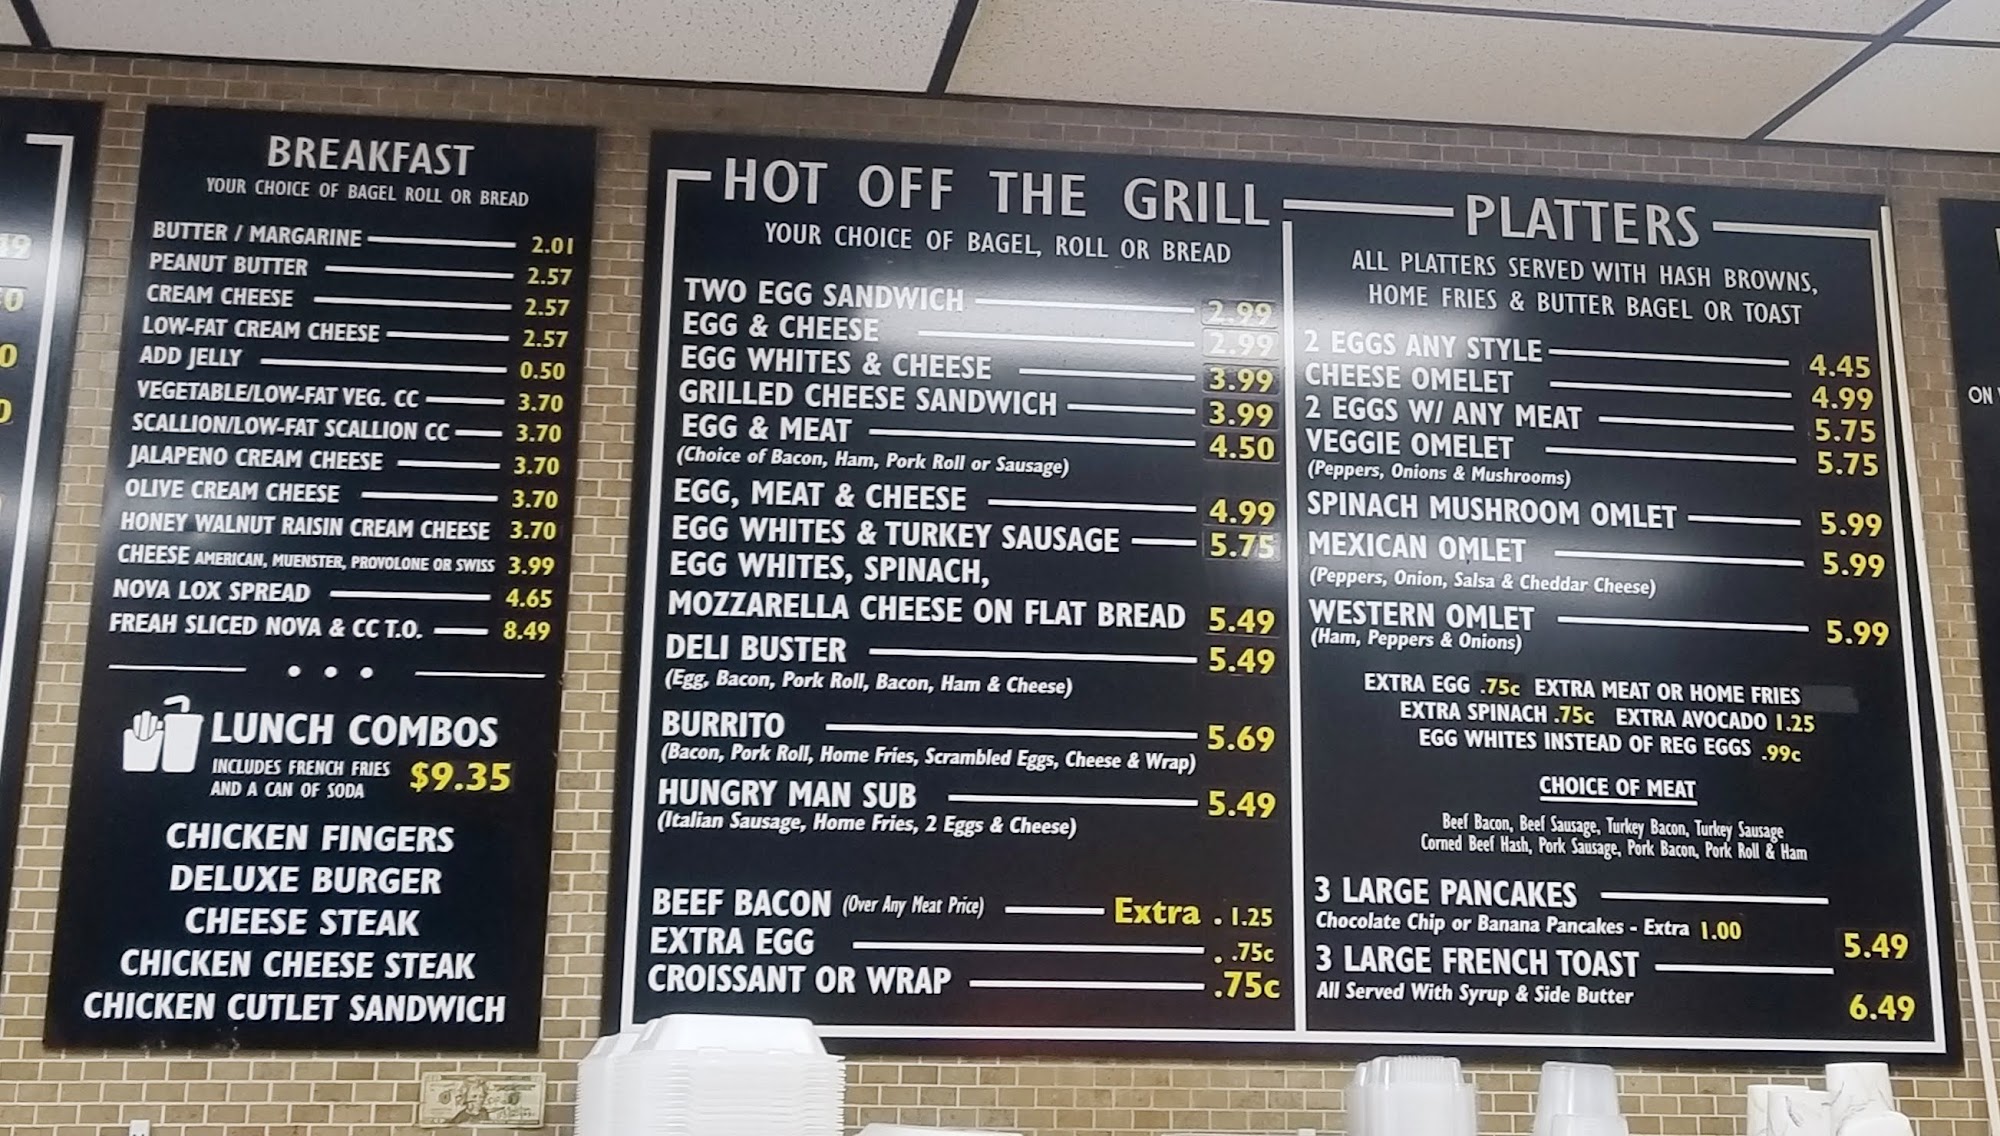 BREAKFAST
YOUR CHOICE OF BAGEL ROLL OR BREAD
BUTTER / MARGARINE 2.01
PEANUT BUTTER 2.57
CREAM CHEESE 2.57
LOW-FAT CREAM CHEESE 2.57
ADD JELLY 0.50
VEGETABLE/LOW-FAT VEG. CC 3.70
SCALLION/LOW-FAT SCALLION CC 3.70
JALAPENO CREAM CHEESE 3.70
OLIVE CREAM CHEESE 3.70
HONEY WALNUT RAISIN CREAM CHEESE 3.70
CHEESE AMERICAN, MUENSTER, PROVOLONE OR SWISS 3.99
NOVA LOX SPREAD 4.65
FREAH SLICED NOVA & CC T.O. 8.49
LUNCH COMBOS
INCLUDES FRENCH FRIES
AND A CAN OF SODA $9.35
CHICKEN FINGERS
DELUXE BURGER
CHEESE STEAK
CHICKEN CHEESE STEAK
CHICKEN CUTLET SANDWICH
HOT OFF THE GRILL
YOUR CHOICE OF BAGEL, ROLL OR BREAD
TWO EGG SANDWICH 2.99
EGG & CHEESE 2.99
EGG WHITES & CHEESE 3.99
GRILLED CHEESE SANDWICH 3.99
EGG & MEAT 4.50
(Choice of Bacon, Ham, Pork Roll or Sausage)
EGG, MEAT & CHEESE 4.99
EGG WHITES & TURKEY SAUSAGE 5.75
EGG WHITES, SPINACH,
MOZZARELLA CHEESE ON FLAT BREAD 5.49
DELI BUSTER 5.49
(Egg, Bacon, Pork Roll, Bacon, Ham & Cheese)
BURRITO 5.69
(Bacon, Pork Roll, Home Fries, Scrambled Eggs, Cheese & Wrap)
HUNGRY MAN SUB 5.49
(Italian Sausage, Home Fries, 2 Eggs & Cheese)
BEEF BACON (Over Any Meat Price) Extra . 1.25
EXTRA EGG . .75c
CROISSANT OR WRAP .75c
PLATTERS
ALL PLATTERS SERVED WITH HASH BROWNS,
HOME FRIES & BUTTER BAGEL OR TOAST
2 EGGS ANY STYLE 4.45
CHEESE OMELET 4.99
2 EGGS W/ ANY MEAT 5.75
VEGGIE OMELET 5.75
(Peppers, Onions & Mushrooms)
SPINACH MUSHROOM OMLET 5.99
MEXICAN OMLET 5.99
(Peppers, Onion, Salsa & Cheddar Cheese)
WESTERN OMLET 5.99
(Ham, Peppers & Onions)
EXTRA EGG .75c EXTRA MEAT OR HOME FRIES
EXTRA SPINACH .75c EXTRA AVOCADO 1.25
EGG WHITES INSTEAD OF REG EGGS .99c
CHOICE OF MEAT
Beef Bacon, Beef Sausage, Turkey Bacon, Turkey Sausage
Corned Beef Hash, Pork Sausage, Pork Bacon, Pork Roll & Ham
3 LARGE PANCAKES
Chocolate Chip or Banana Pancakes - Extra 1.00
5.49
3 LARGE FRENCH TOAST
All Served With Syrup & Side Butter
6.49
ON